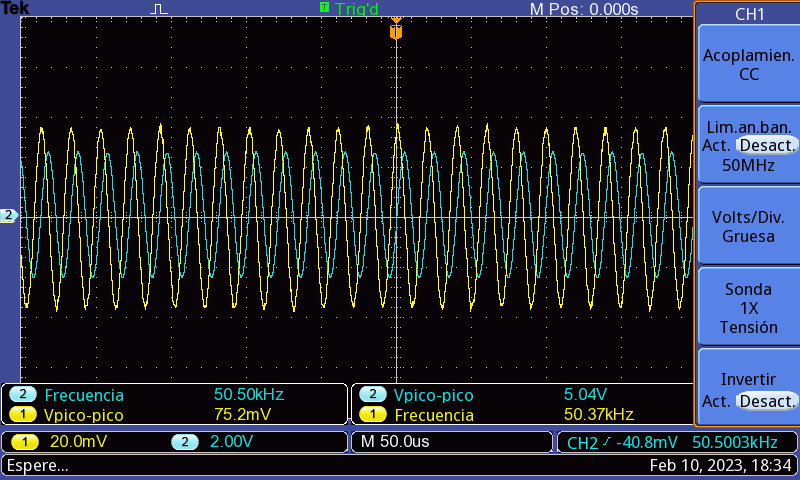 Tek T Trig'd M Pos: 0.000s
T
2
CH1
Acoplamien.
CC
Lim.an.ban.
Act. Desact.
50MHz
Volts/Div.
Gruesa
Sonda
1X
Tensión
Invertir
Act. Desact.
2 Frecuencia 50.50kHz
1 Vpico-pico 75.2mV
2 Vpico-pico 5.04V
1 Frecuencia 50.37kHz
1 20.0mV 2 2.00V M 50.0us CH2 -40.8mV 50.5003kHz
Espere... Feb 10, 2023, 18:34